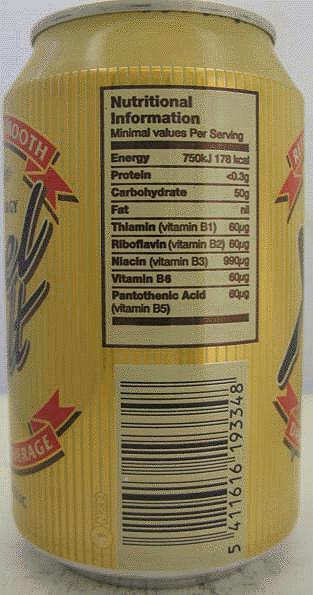 Nutritional
Information
Minimal values Per Serving
Energy 750kJ 178 kcal
Protein <0.3g
Carbohydrate 50g
Fat nil
Thiamin (vitamin B1) 60µg
Riboflavin (vitamin B2) 60µg
Niacin (vitamin B3) 990µg
Vitamin B6 60µg
Pantothenic Acid 60µg
(vitamin B5)
5 411616 193348